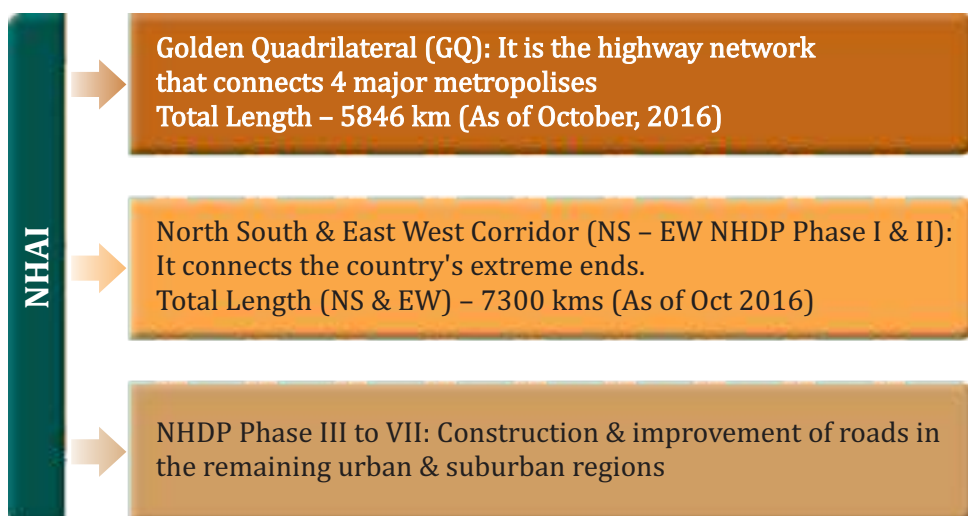 NHAI
Golden Quadrilateral (GQ): It is the highway network
that connects 4 major metropolises
Total Length – 5846 km (As of October, 2016)
North South & East West Corridor (NS – EW NHDP Phase I & II):
It connects the country's extreme ends.
Total Length (NS & EW) – 7300 kms (As of Oct 2016)
NHDP Phase III to VII: Construction & improvement of roads in
the remaining urban & suburban regions